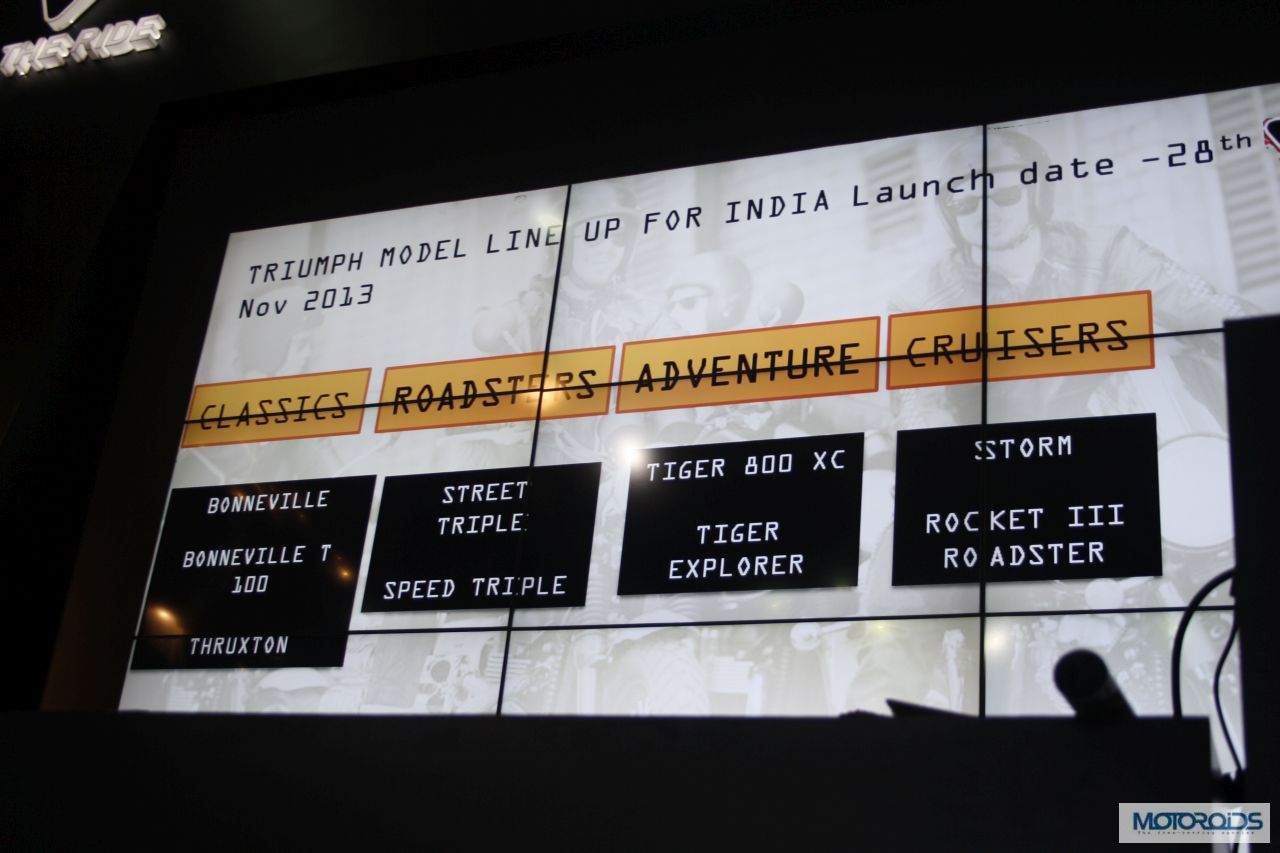 THE RIDE
TRIUMPH MODEL LINE UP FOR INDIA Launch date -28th
Nov 2013
CLASSICS
ROADSTERS
ADVENTURE
CRUISERS
BONNEVILLE
BONNEVILLE T
100
THRUXTON
STREET
TRIPLE
SPEED TRIPLE
TIGER 800 XC
TIGER
EXPLORER
STORM
ROCKET III
ROADSTER
MOTOROIDS